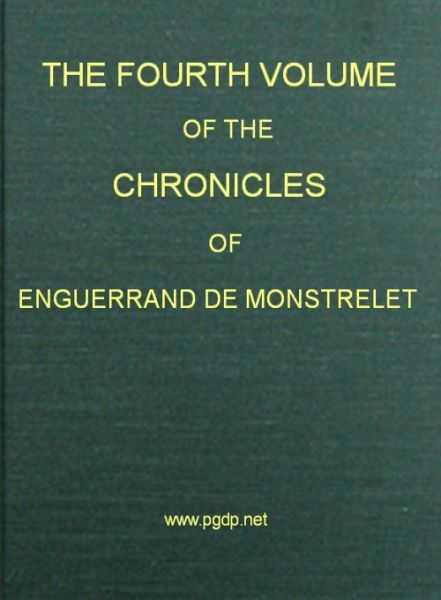 THE FOURTH VOLUME
OF THE
CHRONICLES
OF
ENGUERRAND DE MONSTRELET
www.pgdp.net